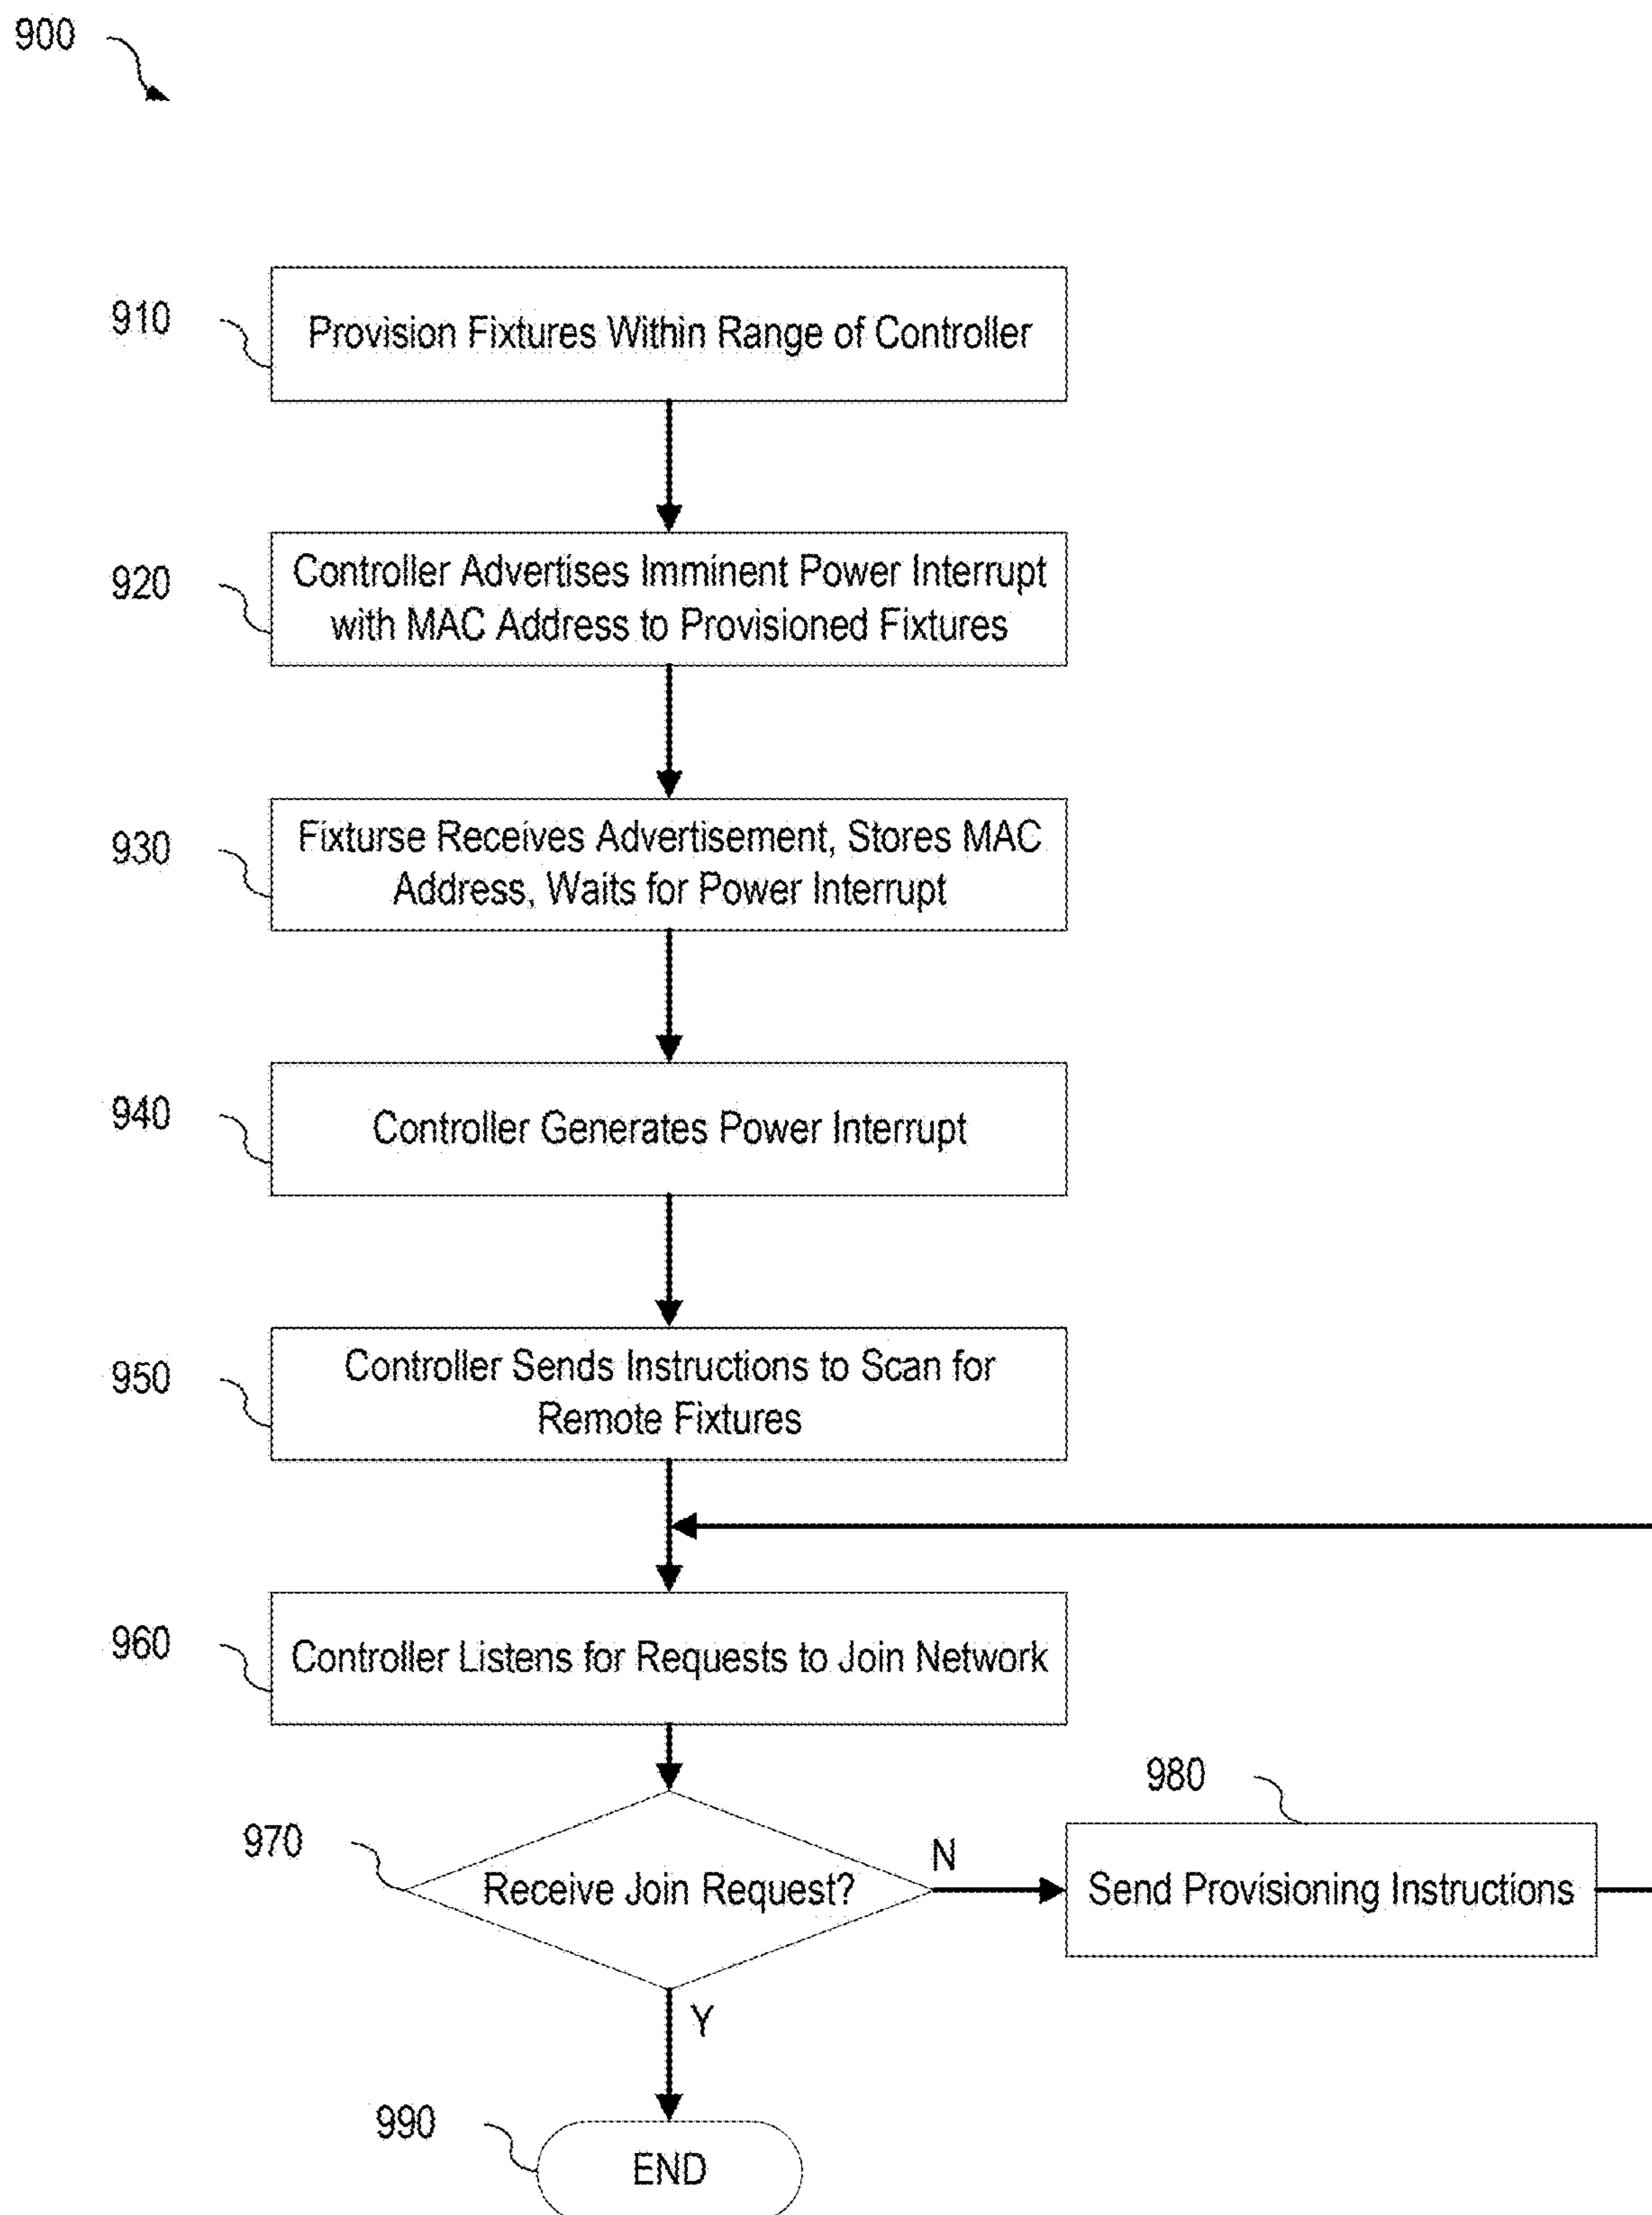 900
910
Provision Fixtures Within Range of Controller
920
Controller Advertises Imminent Power Interrupt
with MAC Address to Provisioned Fixtures
930
Fixturse Receives Advertisement, Stores MAC
Address, Waits for Power Interrupt
940
Controller Generates Power Interrupt
950
Controller Sends Instructions to Scan for
Remote Fixtures
960
Controller Listens for Requests to Join Network
970
Receive Join Request?
N
980
Send Provisioning Instructions
Y
990
END